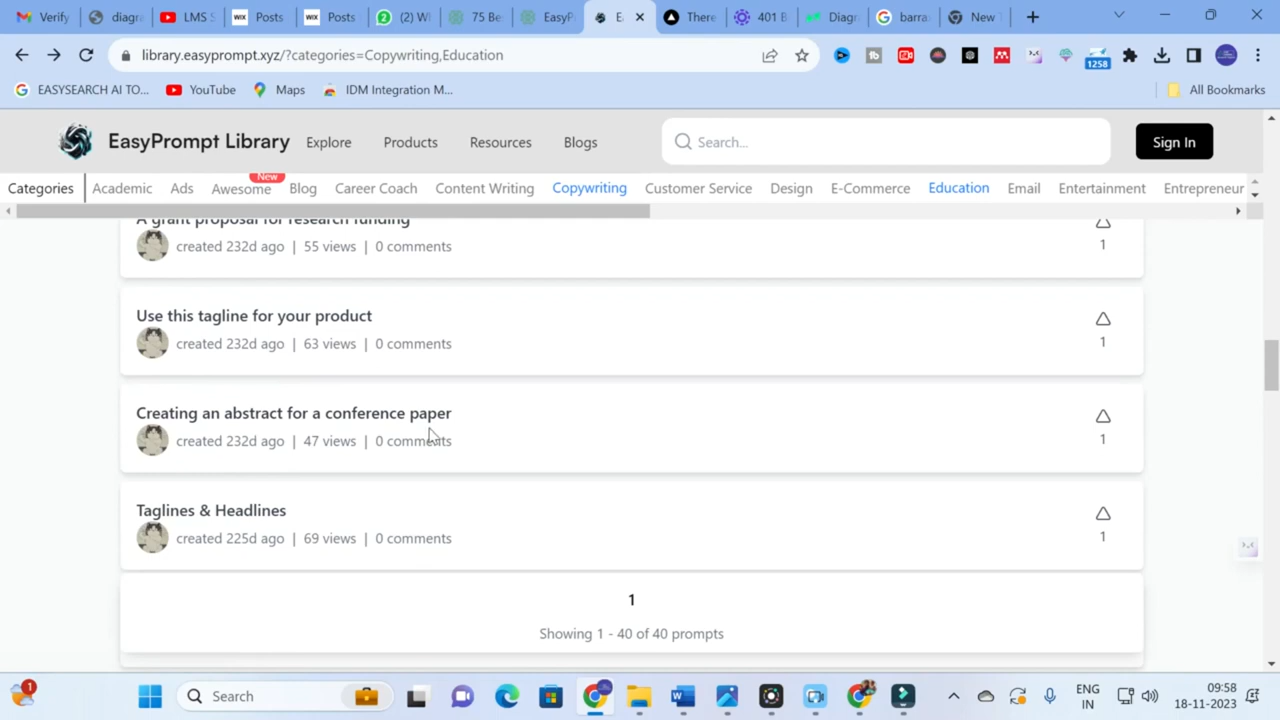 Verify
diagra
LMS S
WIX Posts
WIX Posts
2 (2) W
75 Be
EasyP
E
There
401 B
Diagr
barra
New T
library.easyprompt.xyz/?categories=Copywriting,Education
1258
EASYSEARCH AI TO...
YouTube
Maps
IDM Integration M...
All Bookmarks
EasyPrompt Library
Explore
Products
Resources
Blogs
Search...
Sign In
New
Categories
Academic
Ads
Awesome
Blog
Career Coach
Content Writing
Copywriting
Customer Service
Design
E-Commerce
Education
Email
Entertainment
Entrepreneur
A grant proposal for research funding
created 232d ago | 55 views | 0 comments
1
Use this tagline for your product
created 232d ago | 63 views | 0 comments
1
Creating an abstract for a conference paper
created 232d ago | 47 views | 0 comments
1
Taglines & Headlines
created 225d ago | 69 views | 0 comments
1
1
Showing 1 - 40 of 40 prompts
1
Search
ENG
IN
09:58
18-11-2023